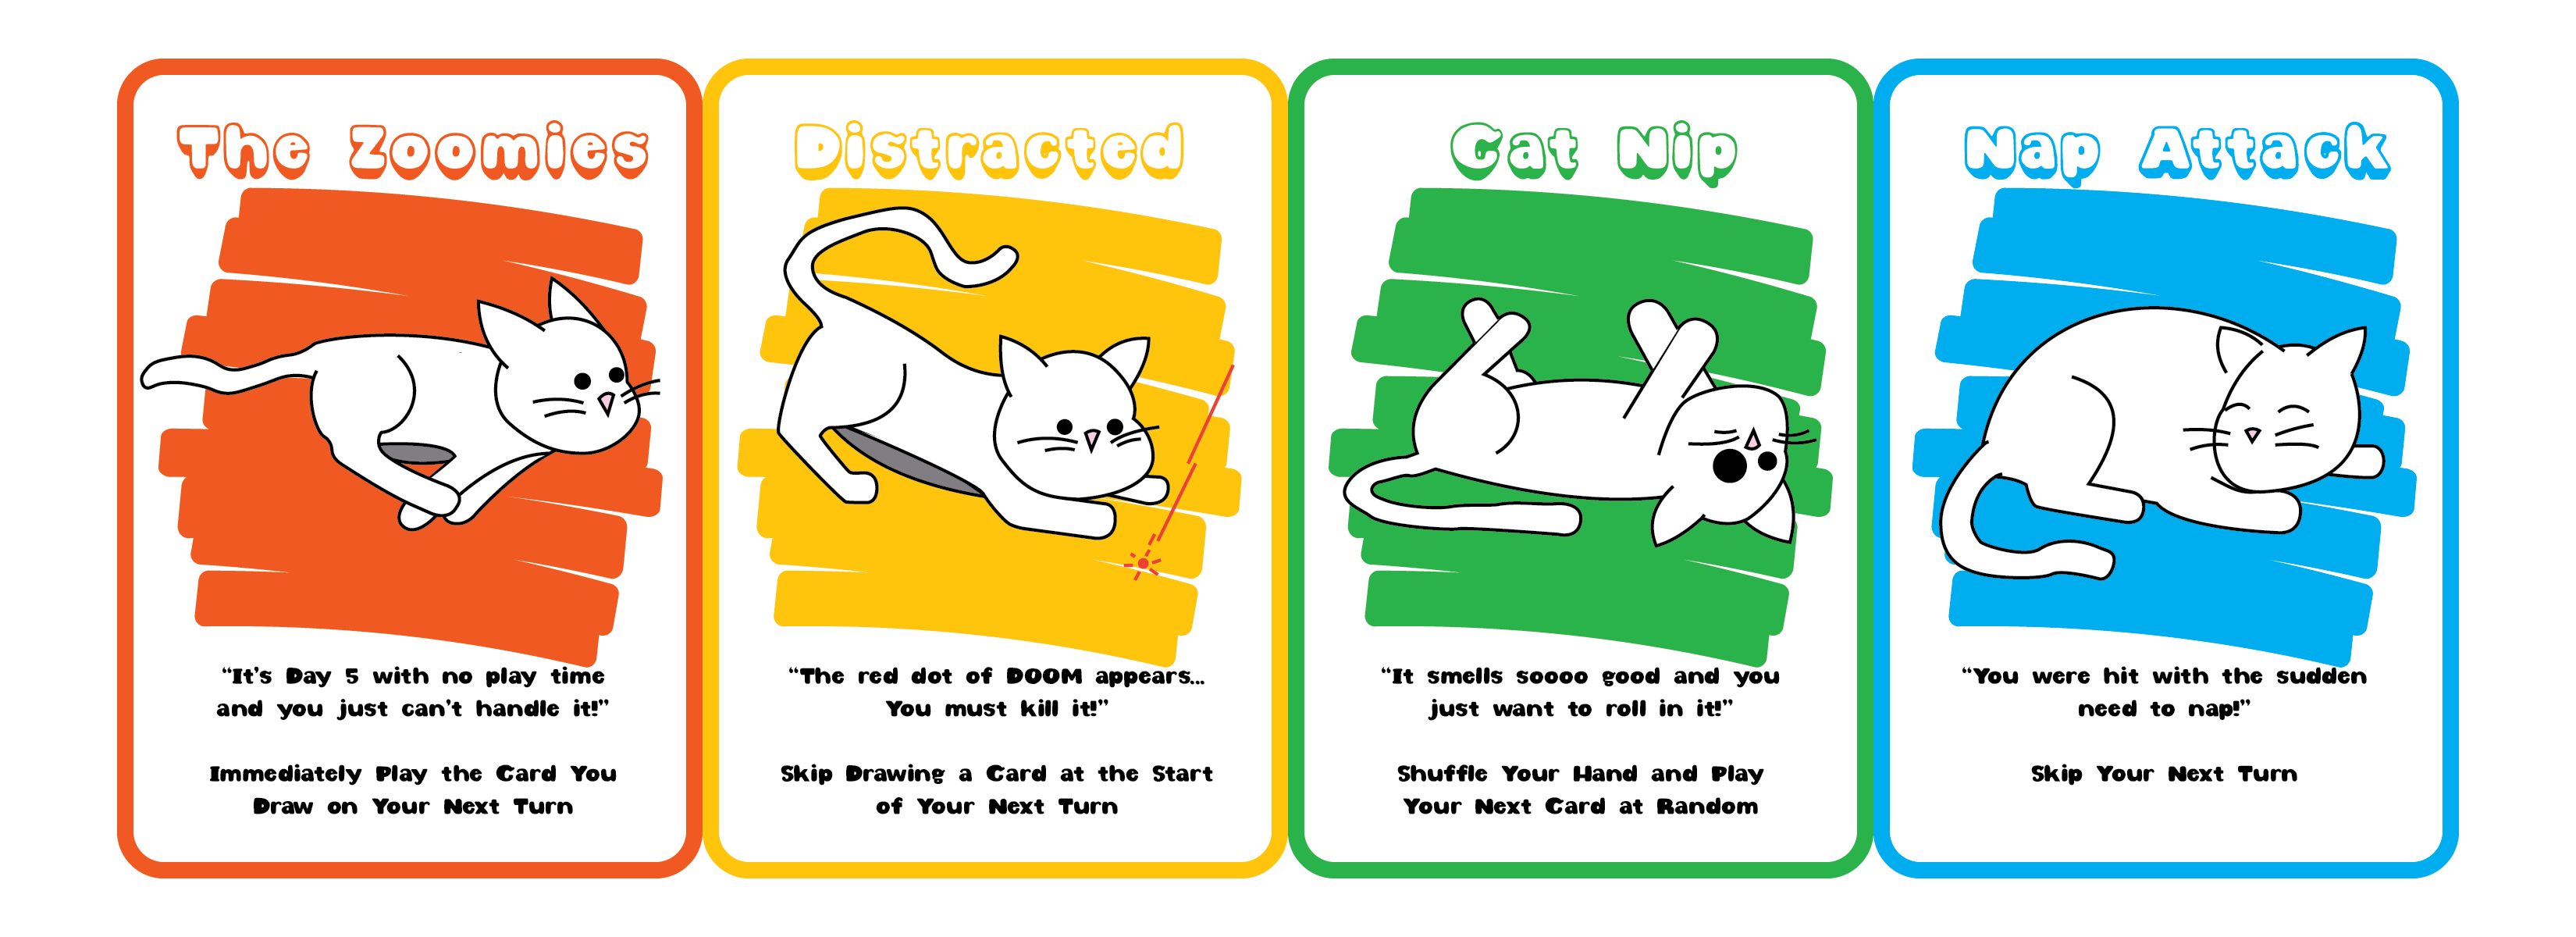 The Zoomies
"It's Day 5 with no play time
and you just can't handle it!"
Immediately Play the Card You
Draw on Your Next Turn
Distracted
"The red dot of DOOM appears...
You must kill it!"
Skip Drawing a Card at the Start
of Your Next Turn
Cat Nip
"It smells soooo good and you
just want to roll in it!"
Shuffle Your Hand and Play
Your Next Card at Random
Nap Attack
"You were hit with the sudden
need to nap!"
Skip Your Next Turn